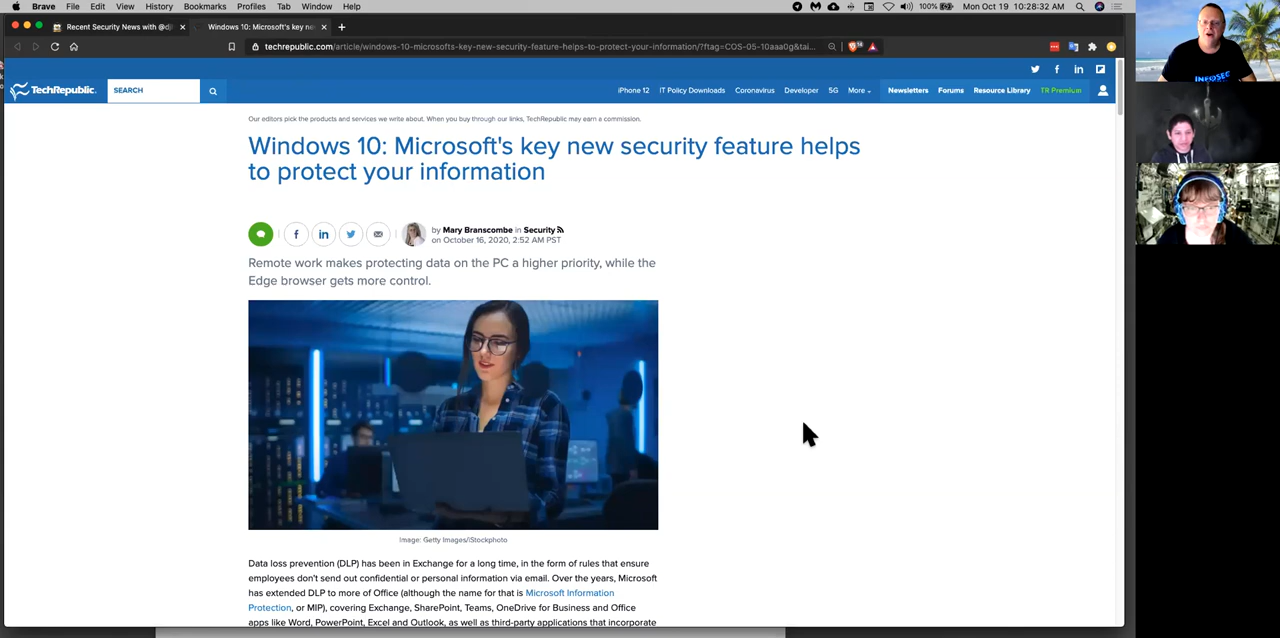 Brave File Edit View History Bookmarks Profiles Tab Window Help
100% Mon Oct 19 10:28:32 AM
Recent Security News with @dj
Windows 10: Microsoft's key ne
techrepublic.com/article/windows-10-microsofts-key-new-security-feature-helps-to-protect-your-information/?ftag=COS-05-10aaa0g&tai...
TechRepublic.
SEARCH
iPhone 12 IT Policy Downloads Coronavirus Developer 5G More Newsletters Forums Resource Library TR Premium
Our editors pick the products and services we write about. When you buy through our links, TechRepublic may earn a commission.
Windows 10: Microsoft's key new security feature helps
to protect your information
by Mary Branscombe in Security
on October 16, 2020, 2:52 AM PST
Remote work makes protecting data on the PC a higher priority, while the
Edge browser gets more control.
Image: Getty Images/iStockphoto
Data loss prevention (DLP) has been in Exchange for a long time, in the form of rules that ensure
employees don't send out confidential or personal information via email. Over the years, Microsoft
has extended DLP to more of Office (although the name for that is Microsoft Information
Protection, or MIP), covering Exchange, SharePoint, Teams, OneDrive for Business and Office
apps like Word, PowerPoint, Excel and Outlook, as well as third-party applications that incorporate
INFOSEC